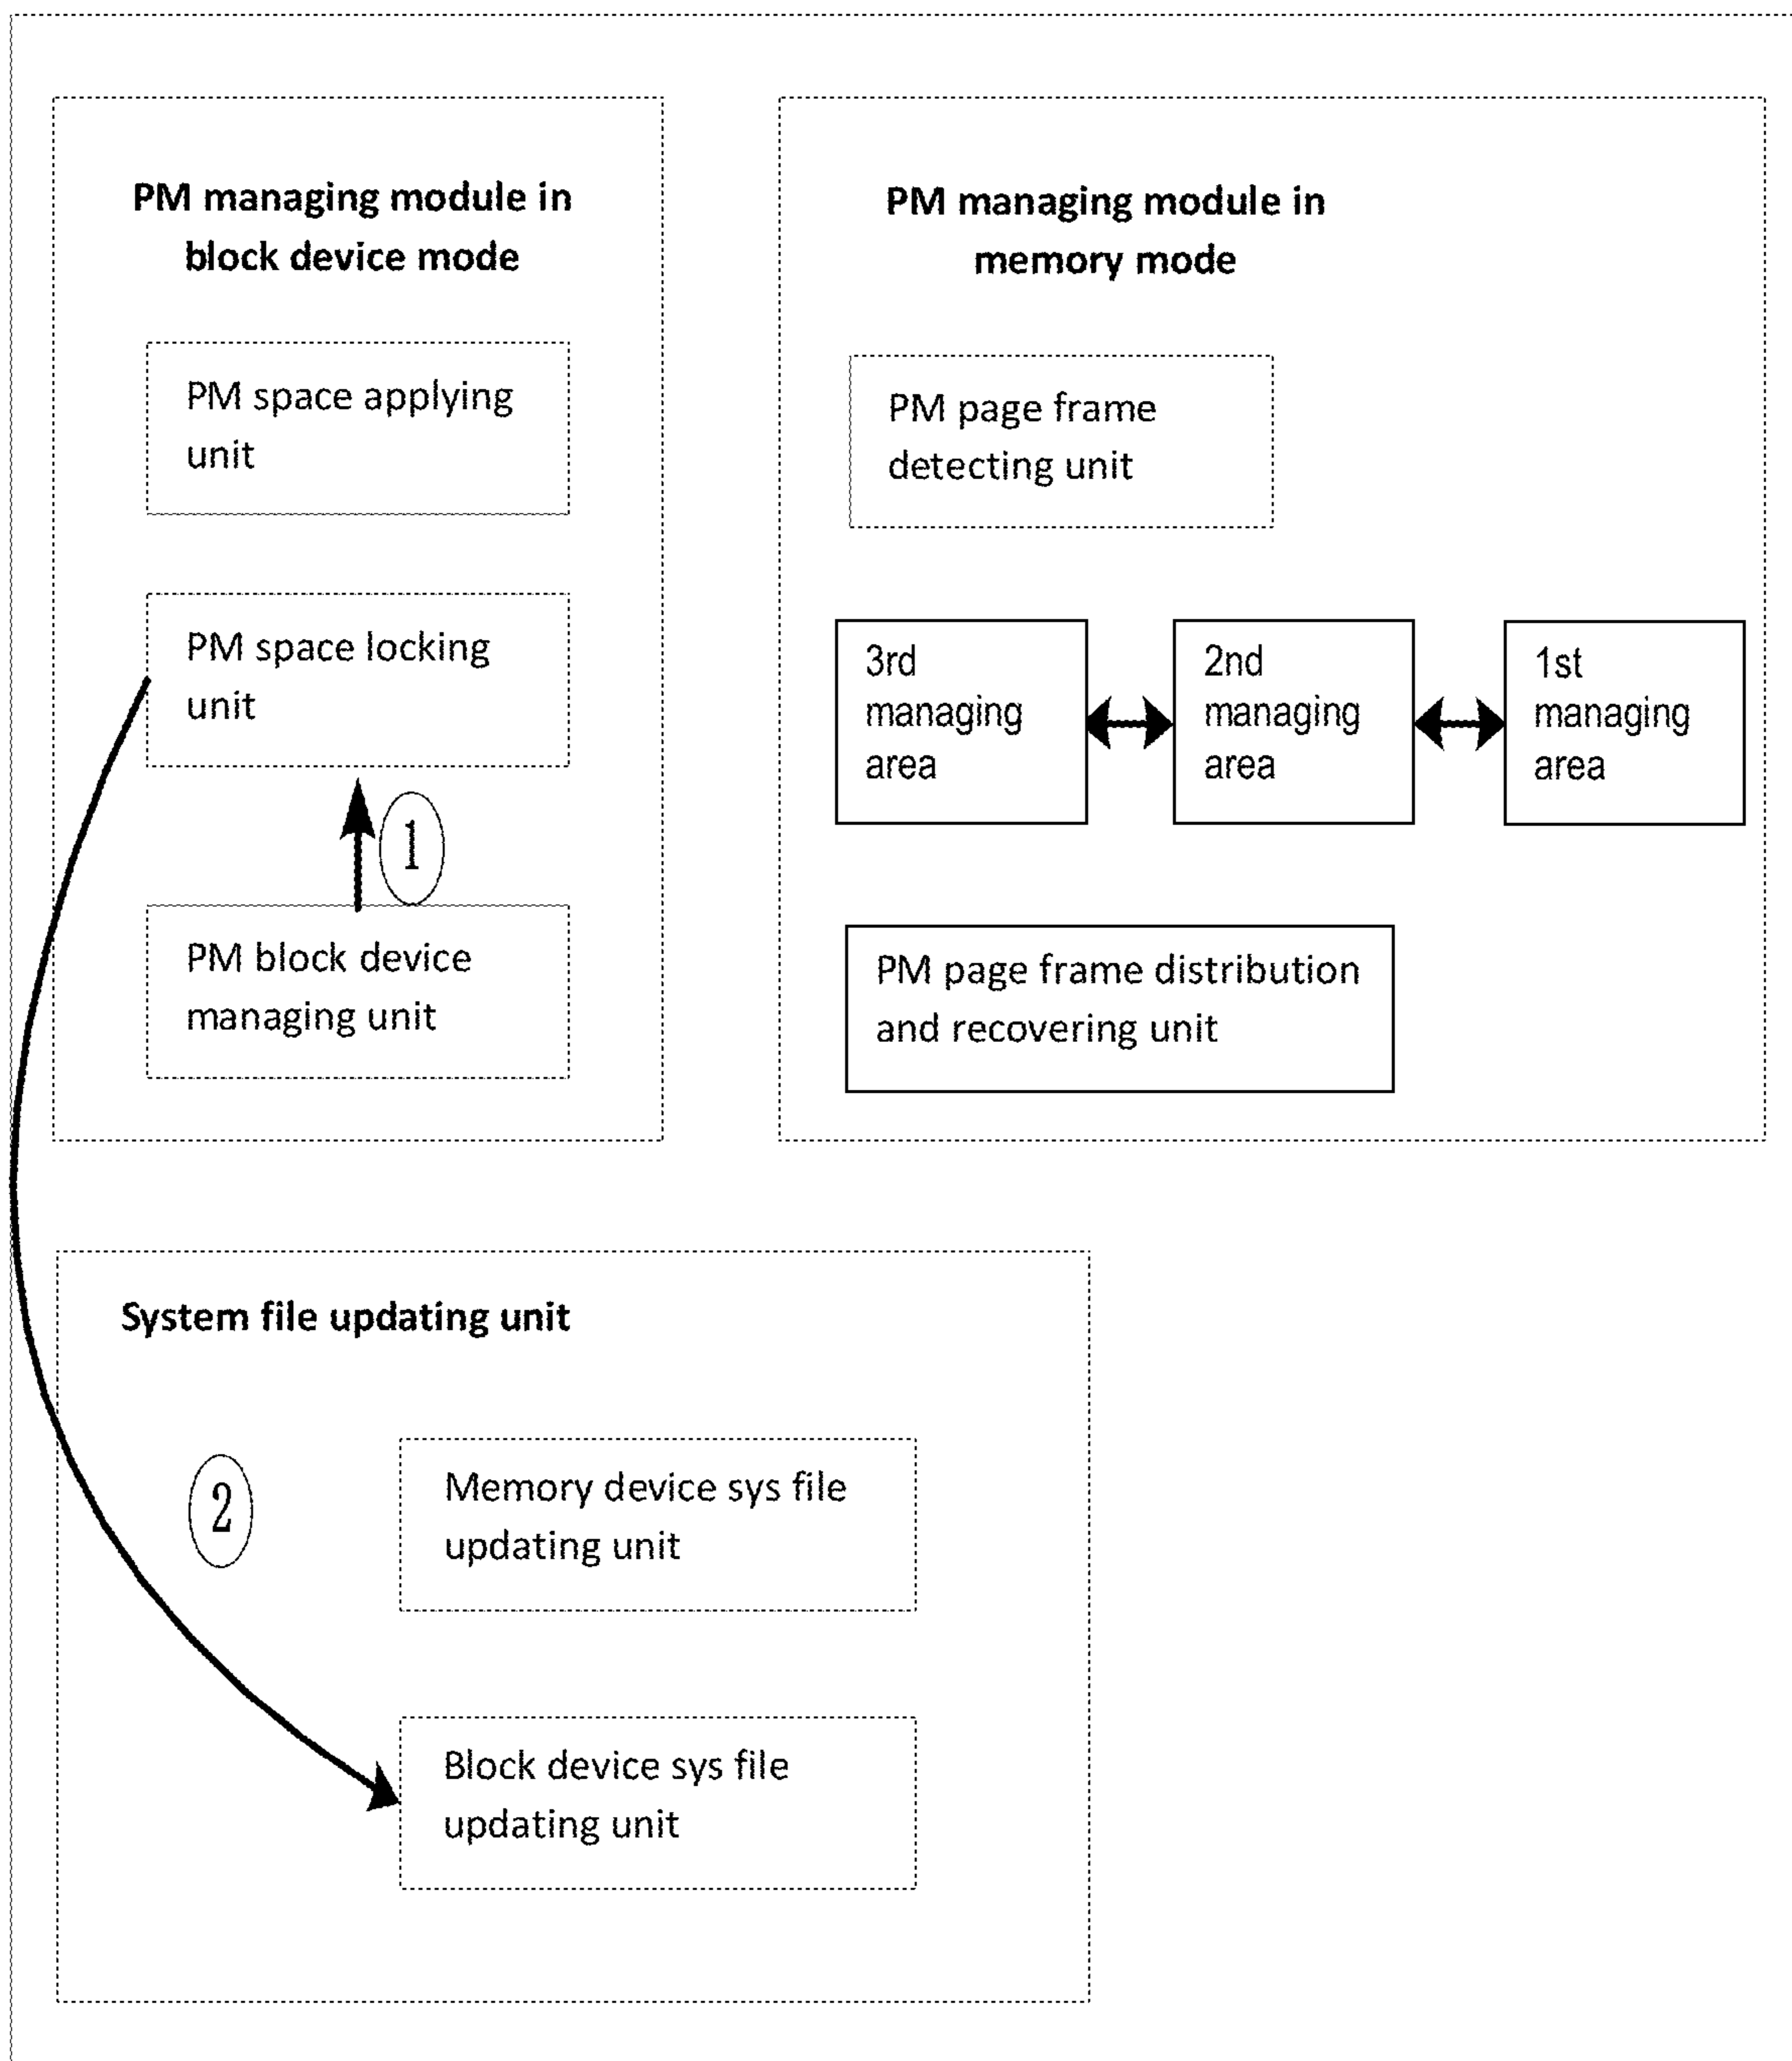 PM managing module in
block device mode
PM space applying
unit
PM space locking
unit
1
PM block device
managing unit
PM managing module in
memory mode
PM page frame
detecting unit
3rd
managing
area
2nd
managing
area
1st
managing
area
PM page frame distribution
and recovering unit
System file updating unit
2
Memory device sys file
updating unit
Block device sys file
updating unit